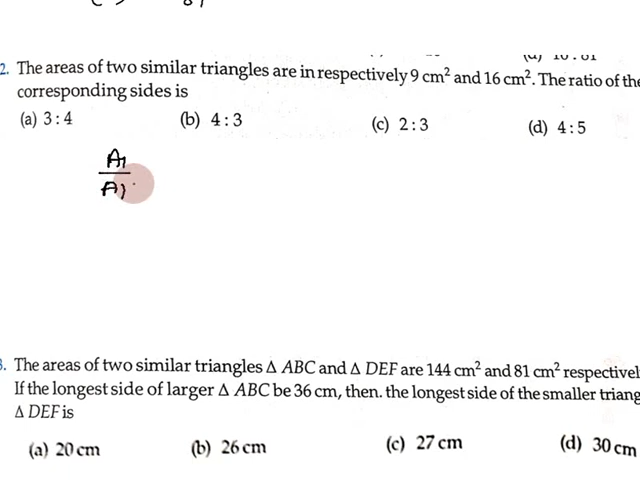 2. The areas of two similar triangles are in respectively 9 cm² and 16 cm². The ratio of the
corresponding sides is
(a) 3 : 4 (b) 4 : 3 (c) 2 : 3 (d) 4 : 5
A₁
3. The areas of two similar triangles Δ ABC and Δ DEF are 144 cm² and 81 cm² respectivel
If the longest side of larger Δ ABC be 36 cm, then. the longest side of the smaller triang
Δ DEF is
(a) 20 cm (b) 26 cm (c) 27 cm (d) 30 cm